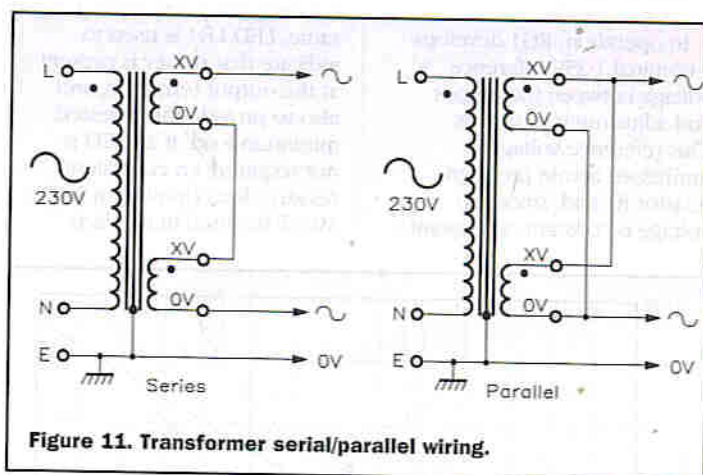 L
XV
0V
230V
XV
0V
N
E
0V
Series
L
XV
0V
230V
XV
0V
N
E
0V
Parallel
Figure 11. Transformer serial/parallel wiring.